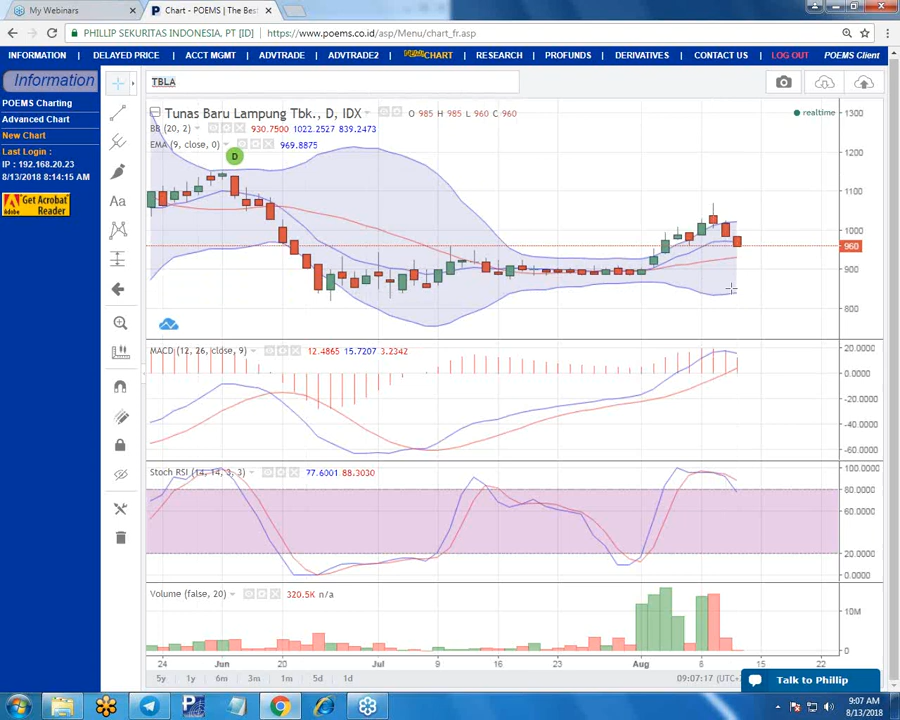 My Webinars
Chart - POEMS | The Bes
PHILLIP SEKURITAS INDONESIA. PT [ID]
https://www.poems.co.id/asp/Menu/chart_fr.asp
INFORMATION | DELAYED PRICE | ACCT MGMT | ADVTRADE | ADVTRADE2 | CHART | RESEARCH | PROFUNDS | DERIVATIVES | CONTACT US | LOG OUT POEMS Client
Information
POEMS Charting
Advanced Chart
New Chart
Last Login :
IP : 192.168.20.23
8/13/2018 - 8:14:15 AM
Get Acrobat
Reader
Adobe
TBLA
Tunas Baru Lampung Tbk., D, IDX O 985 H 985 L 960 C 960
realtime
BB (20, 2) 930.7500 1022.2527 839.2473
EMA (9, close, 0) 969.8875
D
Aa
1300
1200
1100
1000
960
900
800
MACD (12, 26, close, 9) 12.4865 15.7207 3.2342
20.0000
0.0000
-20.0000
-40.0000
-60.0000
Stoch RSI (14, 14, 3, 3) 77.6001 88.3030
100.0000
80.0000
60.0000
20.0000
0.0000
Volume (false, 20) 320.5K n/a
10M
0
24 Jun 20 Jul 9 16 23 Aug 6 15 22
5y 1y 6m 3m 1m 5d 1d
09:07:17 (UTC+
Talk to Phillip
9:07 AM
8/13/2018